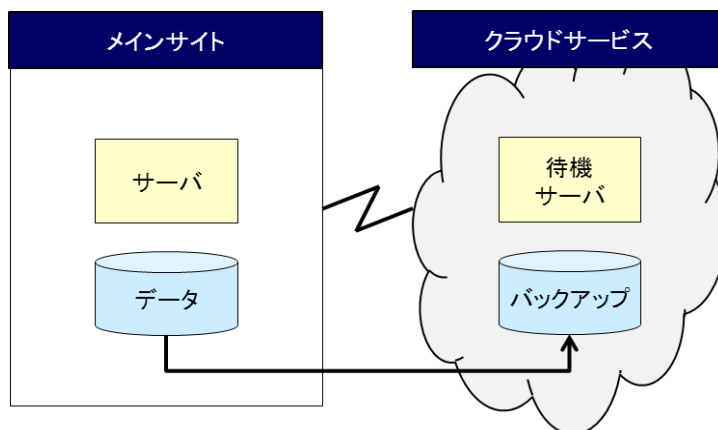 メインサイト
クラウドサービス
サーバ
待機
サーバ
データ
バックアップ